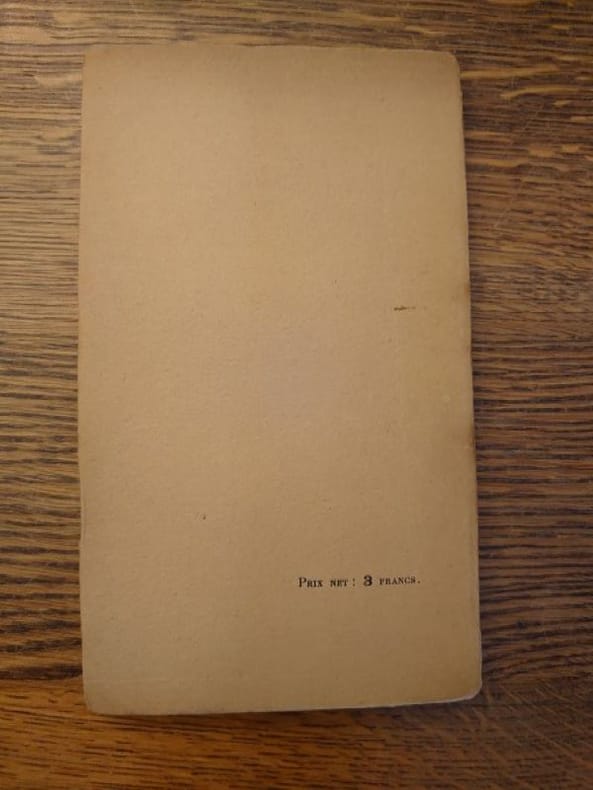 Prix net : 3 francs.